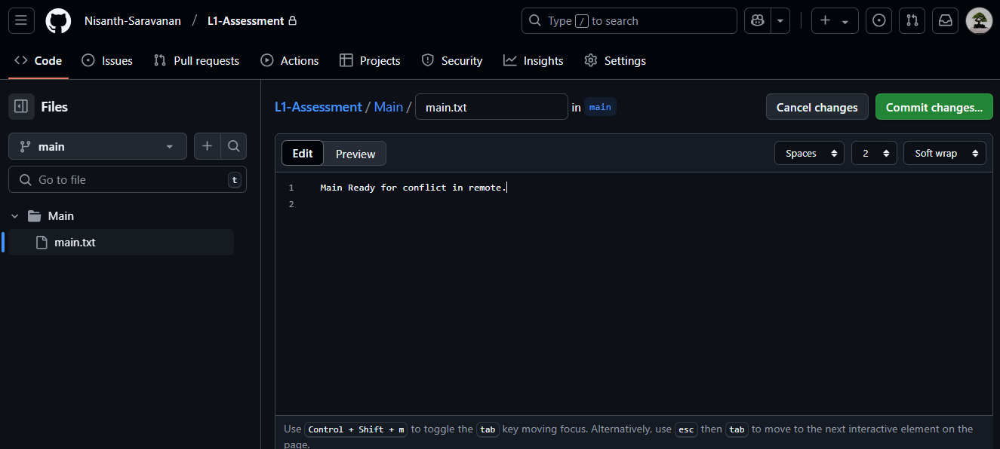 Nisanth-Saravanan / L1-Assessment Type / to search
Code Issues Pull requests Actions Projects Security Insights Settings
Files
L1-Assessment / Main / main.txt in main Cancel changes Commit changes...
main
Go to file t
Main
main.txt
Edit Preview Spaces 2 Soft wrap
1 Main Ready for conflict in remote.
2
Use Control + Shift + m to toggle the tab key moving focus. Alternatively, use esc then tab to move to the next interactive element on the
page.